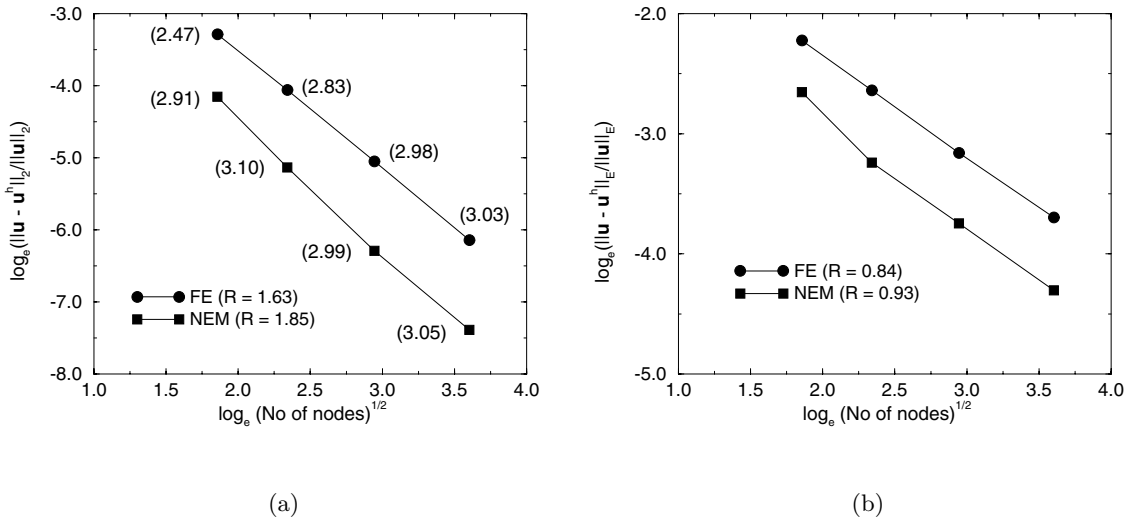 -3.0
-4.0
-5.0
-6.0
-7.0
-8.0
log_e(||u - u^h||_2/||u||_2)
(2.47)
(2.83)
(2.91)
(2.98)
(3.10)
(3.03)
(2.99)
(3.05)
FE (R = 1.63)
NEM (R = 1.85)
1.0 1.5 2.0 2.5 3.0 3.5 4.0
log_e (No of nodes)^1/2
(a)
-2.0
-3.0
-4.0
-5.0
log_e(||u - u^h||_E/||u||_E)
FE (R = 0.84)
NEM (R = 0.93)
1.0 1.5 2.0 2.5 3.0 3.5 4.0
log_e (No of nodes)^1/2
(b)